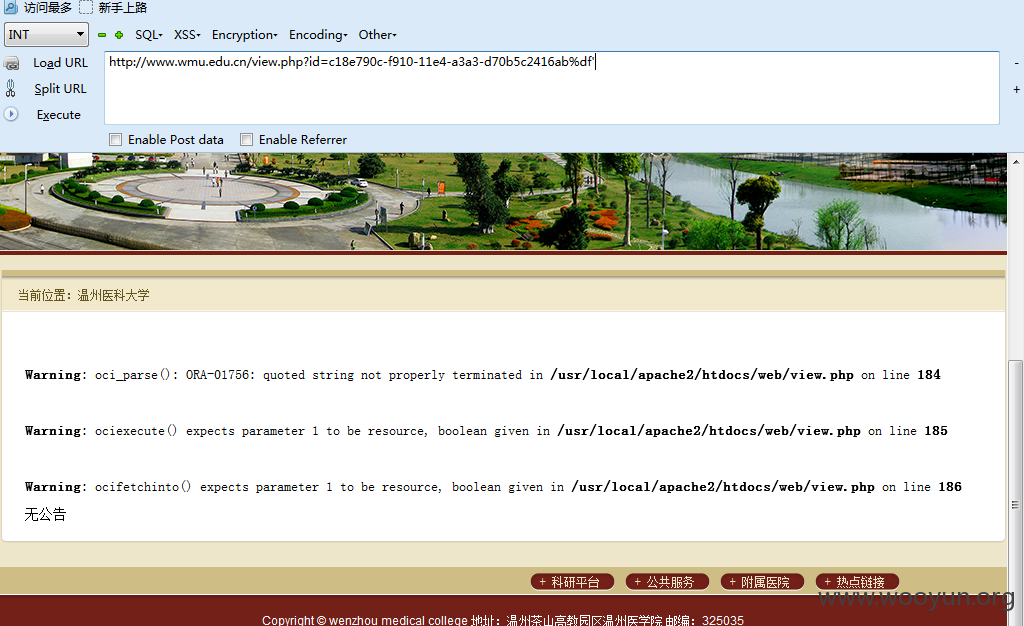 访问最多 新手上路
INT SQL XSS Encryption Encoding Other
Load URL http://www.wmu.edu.cn/view.php?id=c18e790c-f910-11e4-a3a3-d70b5c2416ab%df'
Split URL
Execute
Enable Post data Enable Referrer
当前位置：温州医科大学
Warning: oci_parse(): ORA-01756: quoted string not properly terminated in /usr/local/apache2/htdocs/web/view.php on line 184
Warning: ociexecute() expects parameter 1 to be resource, boolean given in /usr/local/apache2/htdocs/web/view.php on line 185
Warning: ocifetchinto() expects parameter 1 to be resource, boolean given in /usr/local/apache2/htdocs/web/view.php on line 186
无公告
+ 科研平台 + 公共服务 + 附属医院 + 热点链接
www.wooyun.org
Copyright © wenzhou medical college 地址：温州茶山高教园区温州医学院 邮编：325035